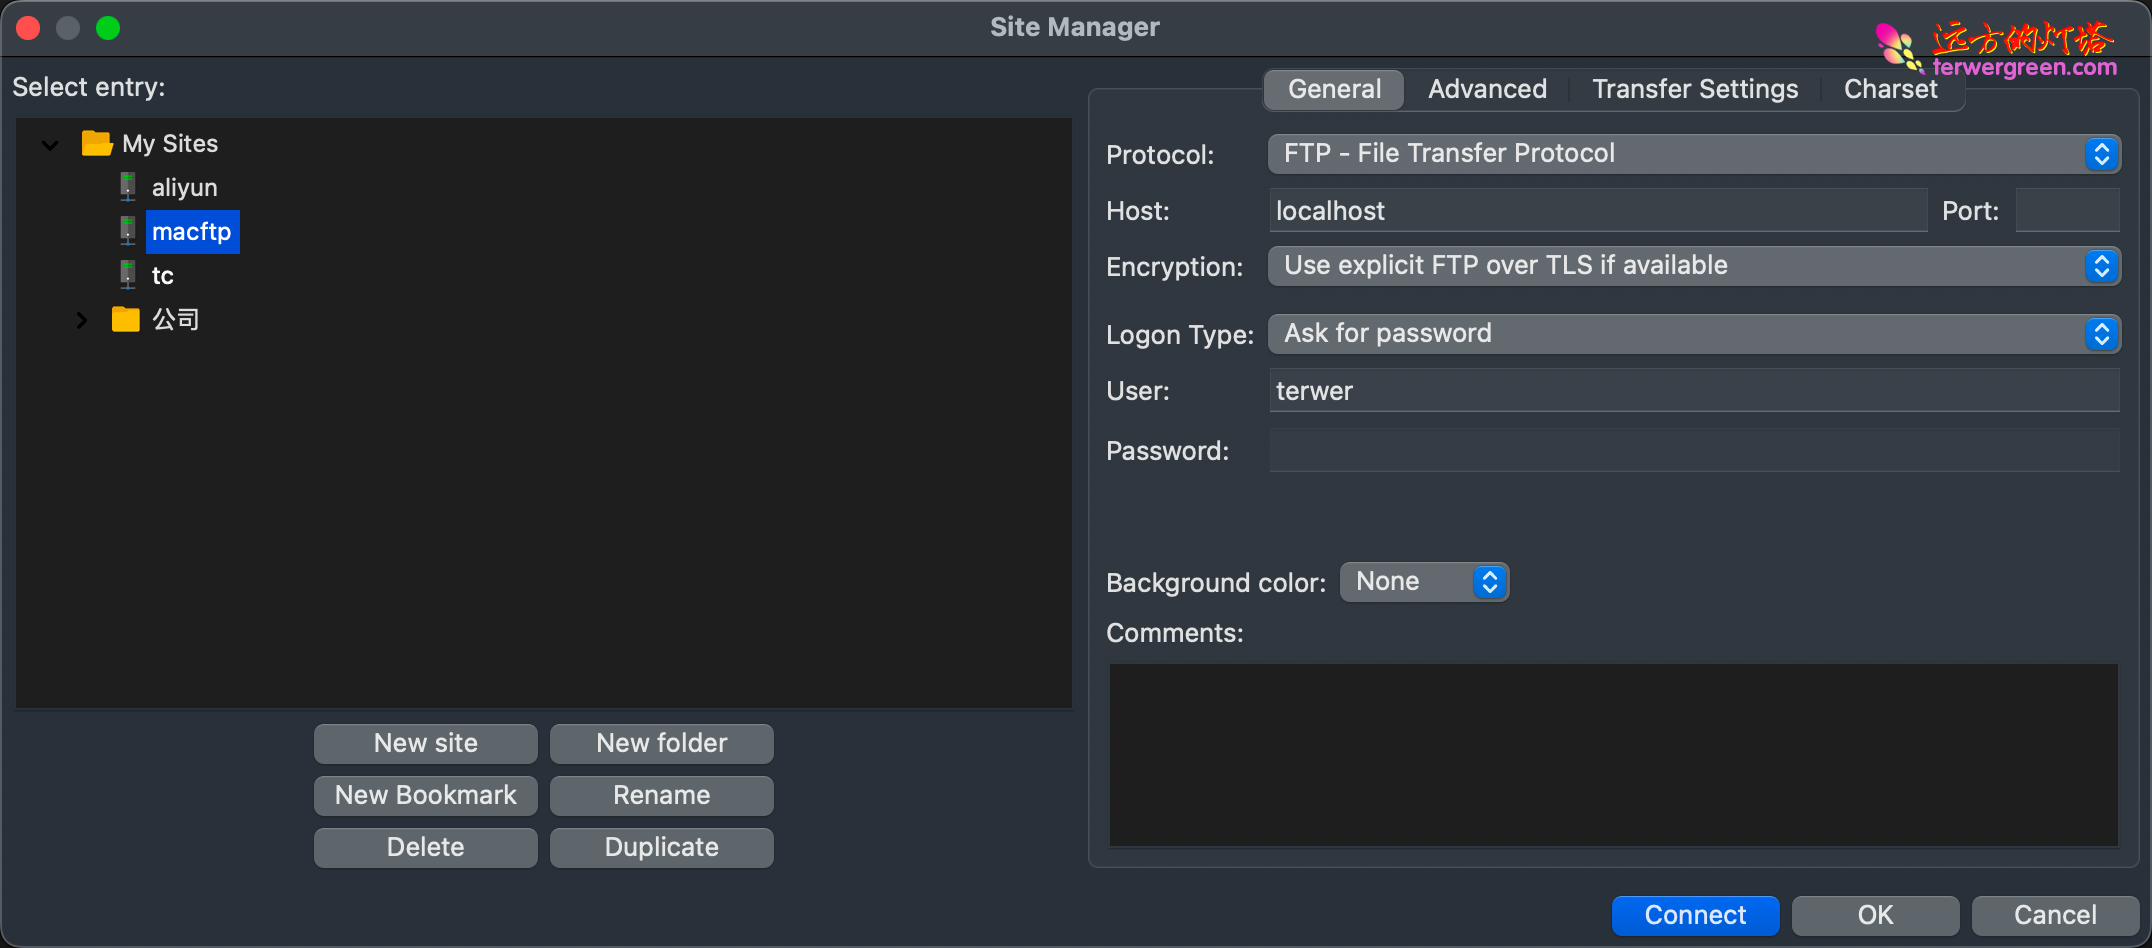 Site Manager
远方的灯塔
terwergreen.com
Select entry:
My Sites
aliyun
macftp
tc
公司
New site
New folder
New Bookmark
Rename
Delete
Duplicate
General
Advanced
Transfer Settings
Charset
Protocol:
FTP - File Transfer Protocol
Host:
localhost
Port:
Encryption:
Use explicit FTP over TLS if available
Logon Type:
Ask for password
User:
terwer
Password:
Background color:
None
Comments:
Connect
OK
Cancel